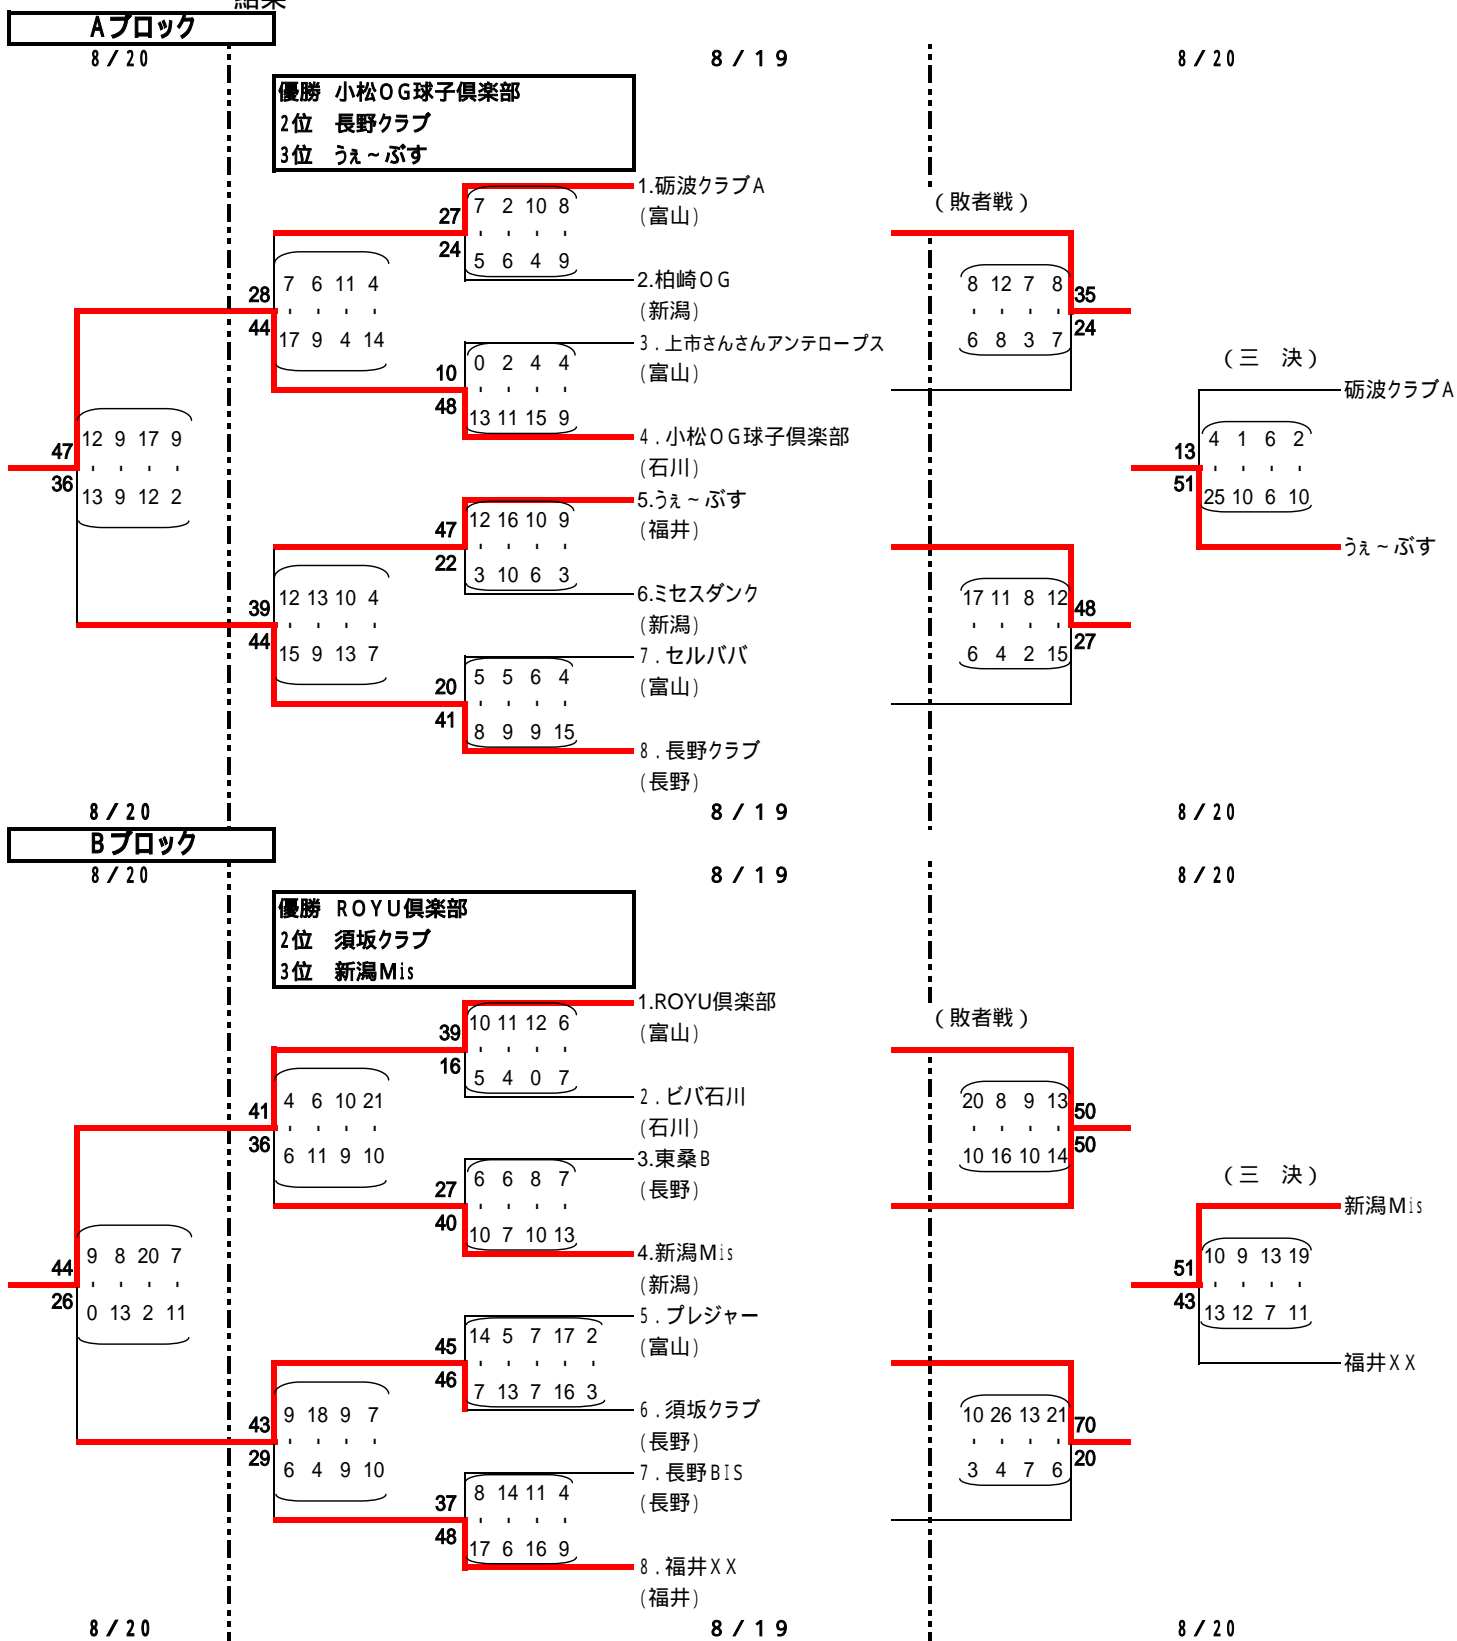 結果
Aブロック
8/20 8/19 8/20
優勝 小松OG球子倶楽部
2位 長野クラブ
3位 うぇ~ぶす
1.砺波クラブA
(富山)
27 7 2 10 8
24 5 6 4 9
2.柏崎OG
(新潟)
28 7 6 11 4
44 17 9 4 14
3.上市さんさんアンテロープス
(富山)
10 0 2 4 4
48 13 11 15 9
4.小松OG球子倶楽部
(石川)
47 12 9 17 9
36 13 9 12 2
5.うぇ~ぶす
(福井)
47 12 16 10 9
22 3 10 6 3
6.ミセスダンク
(新潟)
39 12 13 10 4
44 15 9 13 7
7.セルババ
(富山)
20 5 5 6 4
41 8 9 9 15
8.長野クラブ
(長野)
(敗者戦)
8 12 7 8 35
6 8 3 7 24
17 11 8 12 48
6 4 2 15 27
(三 決)
砺波クラブA
13 4 1 6 2
51 25 10 6 10
うぇ~ぶす
8/20 8/19 8/20
Bブロック
8/20 8/19 8/20
優勝 ROYU倶楽部
2位 須坂クラブ
3位 新潟Mis
1.ROYU倶楽部
(富山)
39 10 11 12 6
16 5 4 0 7
2.ビバ石川
(石川)
41 4 6 10 21
36 6 11 9 10
3.東桑B
(長野)
27 6 6 8 7
40 10 7 10 13
4.新潟Mis
(新潟)
44 9 8 20 7
26 0 13 2 11
5.プレジャー
(富山)
45 14 5 7 17 2
46 7 13 7 16 3
6.須坂クラブ
(長野)
43 9 18 9 7
29 6 4 9 10
7.長野BIS
(長野)
37 8 14 11 4
48 17 6 16 9
8.福井XX
(福井)
(敗者戦)
20 8 9 13 50
10 16 10 14 50
10 26 13 21 70
3 4 7 6 20
(三 決)
新潟Mis
51 10 9 13 19
43 13 12 7 11
福井XX
8/20 8/19 8/20